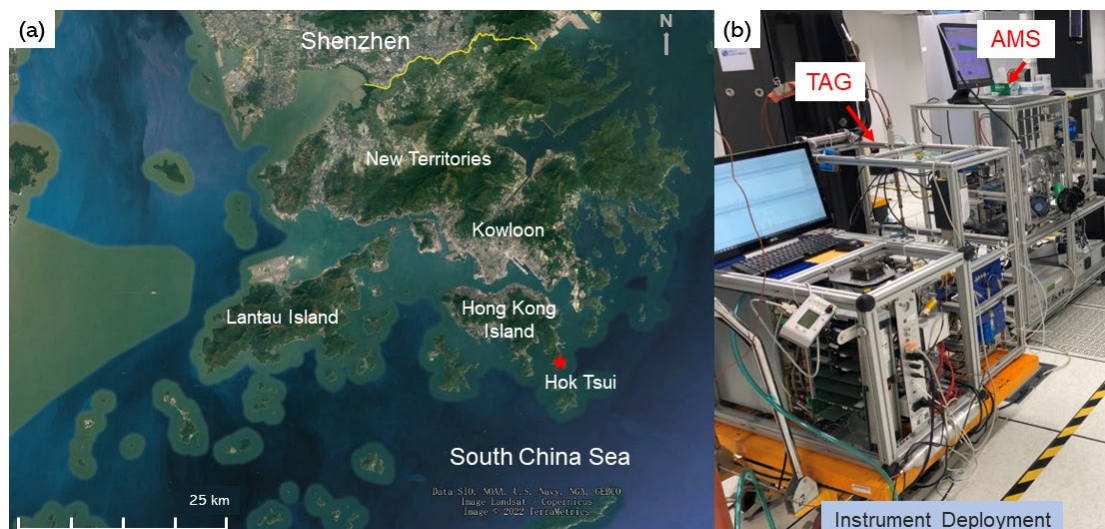 (a)
Shenzhen
N
New Territories
Kowloon
Lantau Island
Hong Kong
Island
Hok Tsui
South China Sea
25 km
Data SIO, NOAA, U.S. Navy, NGA, GEBCO
Image Landsat / Copernicus
Image © 2022 TerraMetrics
(b)
AMS
TAG
Instrument Deployment